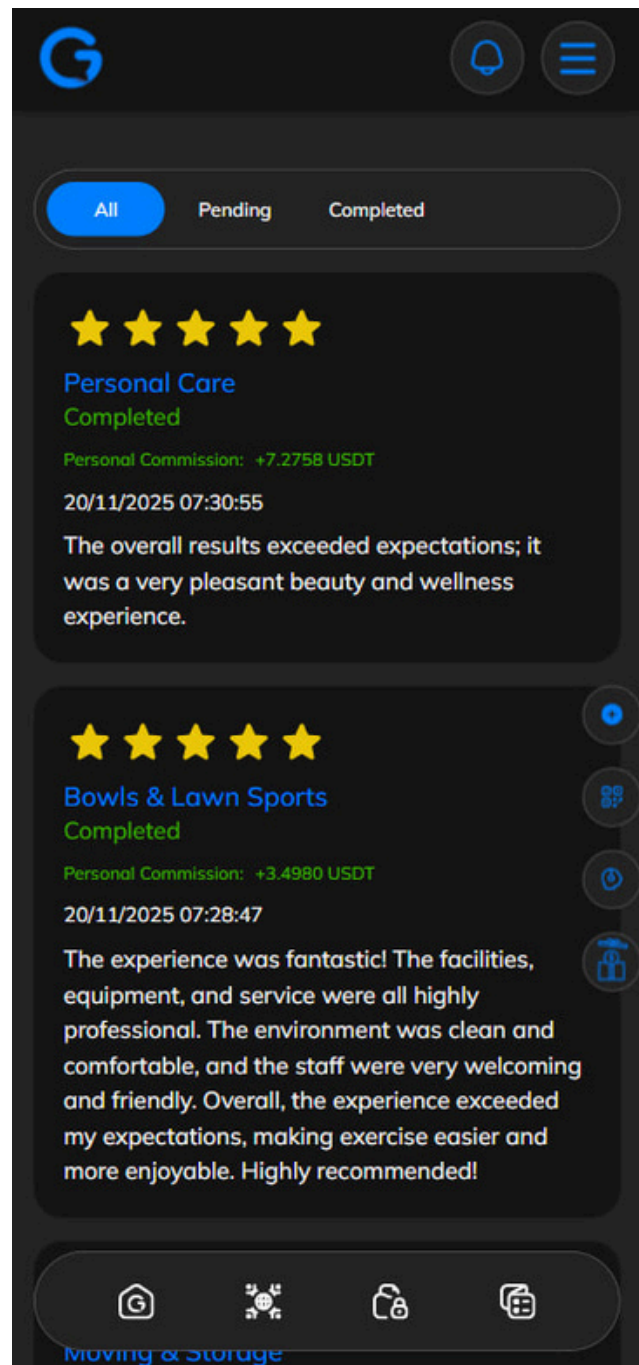 All Pending Completed
Personal Care
Completed
Personal Commission: +7.2758 USDT
20/11/2025 07:30:55
The overall results exceeded expectations; it
was a very pleasant beauty and wellness
experience.
Bowls & Lawn Sports
Completed
Personal Commission: +3.4980 USDT
20/11/2025 07:28:47
The experience was fantastic! The facilities,
equipment, and service were all highly
professional. The environment was clean and
comfortable, and the staff were very welcoming
and friendly. Overall, the experience exceeded
my expectations, making exercise easier and
more enjoyable. Highly recommended!
Moving & Storage